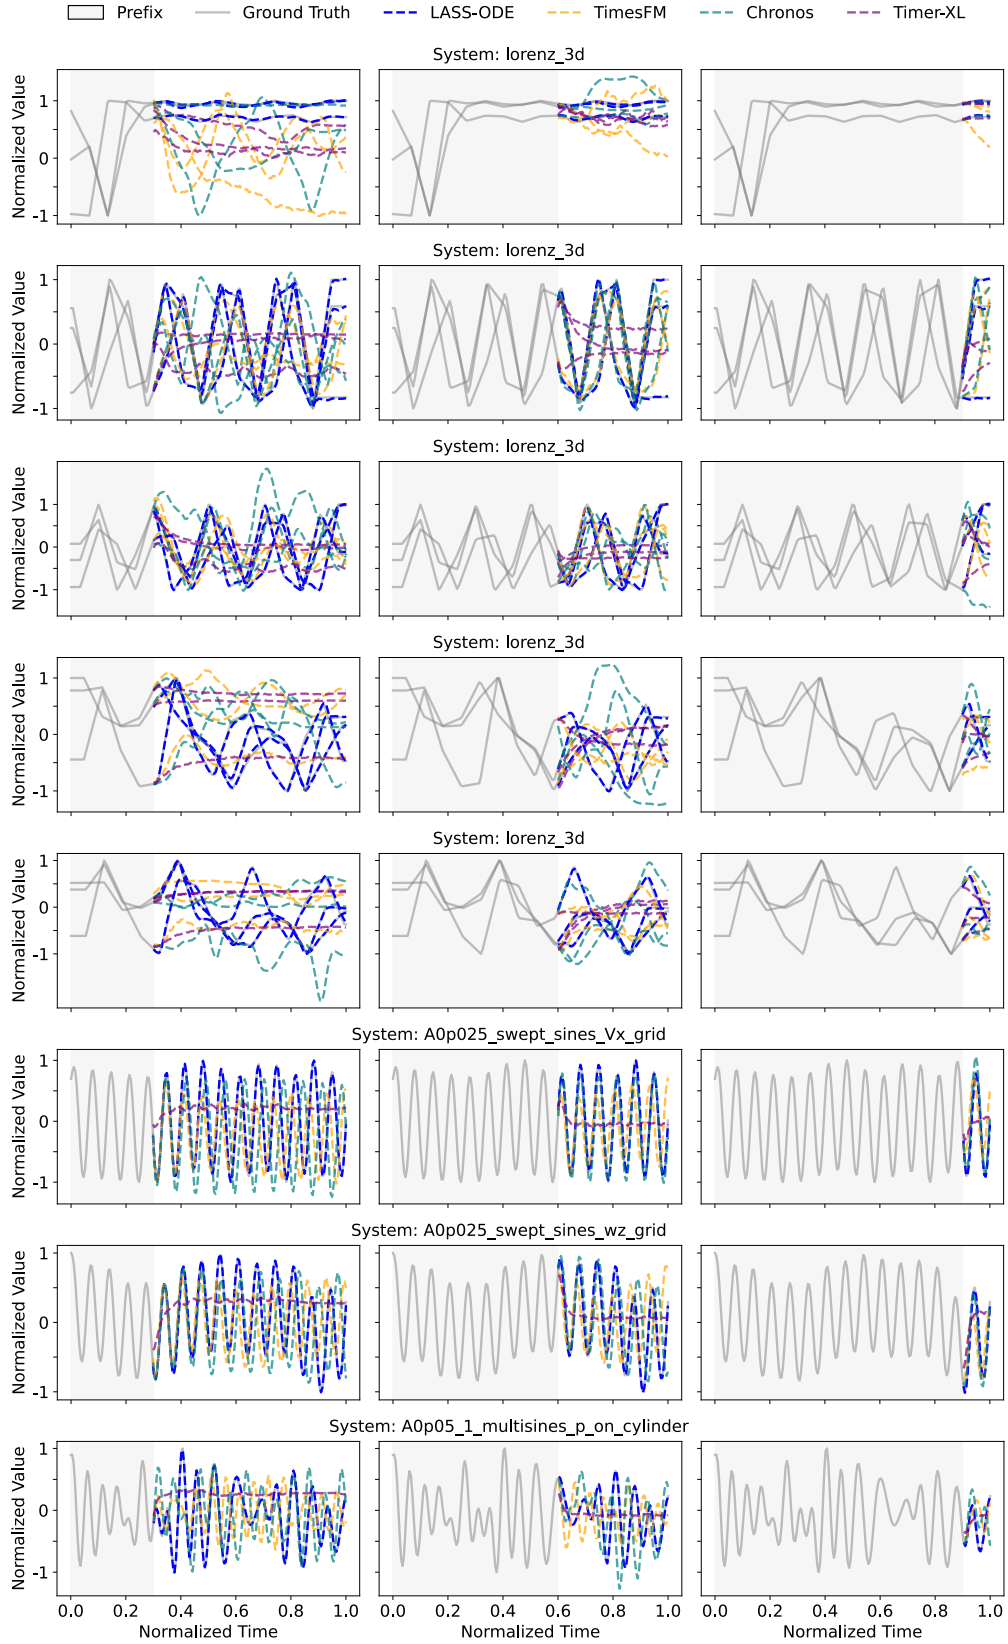 Prefix Ground Truth LASS-ODE TimesFM Chronos Timer-XL
System: lorenz_3d
Normalized Value
1
0
-1
System: lorenz_3d
Normalized Value
1
0
-1
System: lorenz_3d
Normalized Value
1
0
-1
System: lorenz_3d
Normalized Value
1
0
-1
System: lorenz_3d
Normalized Value
1
0
-1
System: A0p025_swept_sines_Vx_grid
Normalized Value
1
0
-1
System: A0p025_swept_sines_wz_grid
Normalized Value
1
0
-1
System: A0p05_1_multisines_p_on_cylinder
Normalized Value
1
0
-1
0.0 0.2 0.4 0.6 0.8 1.0 0.0 0.2 0.4 0.6 0.8 1.0 0.0 0.2 0.4 0.6 0.8 1.0
Normalized Time Normalized Time Normalized Time